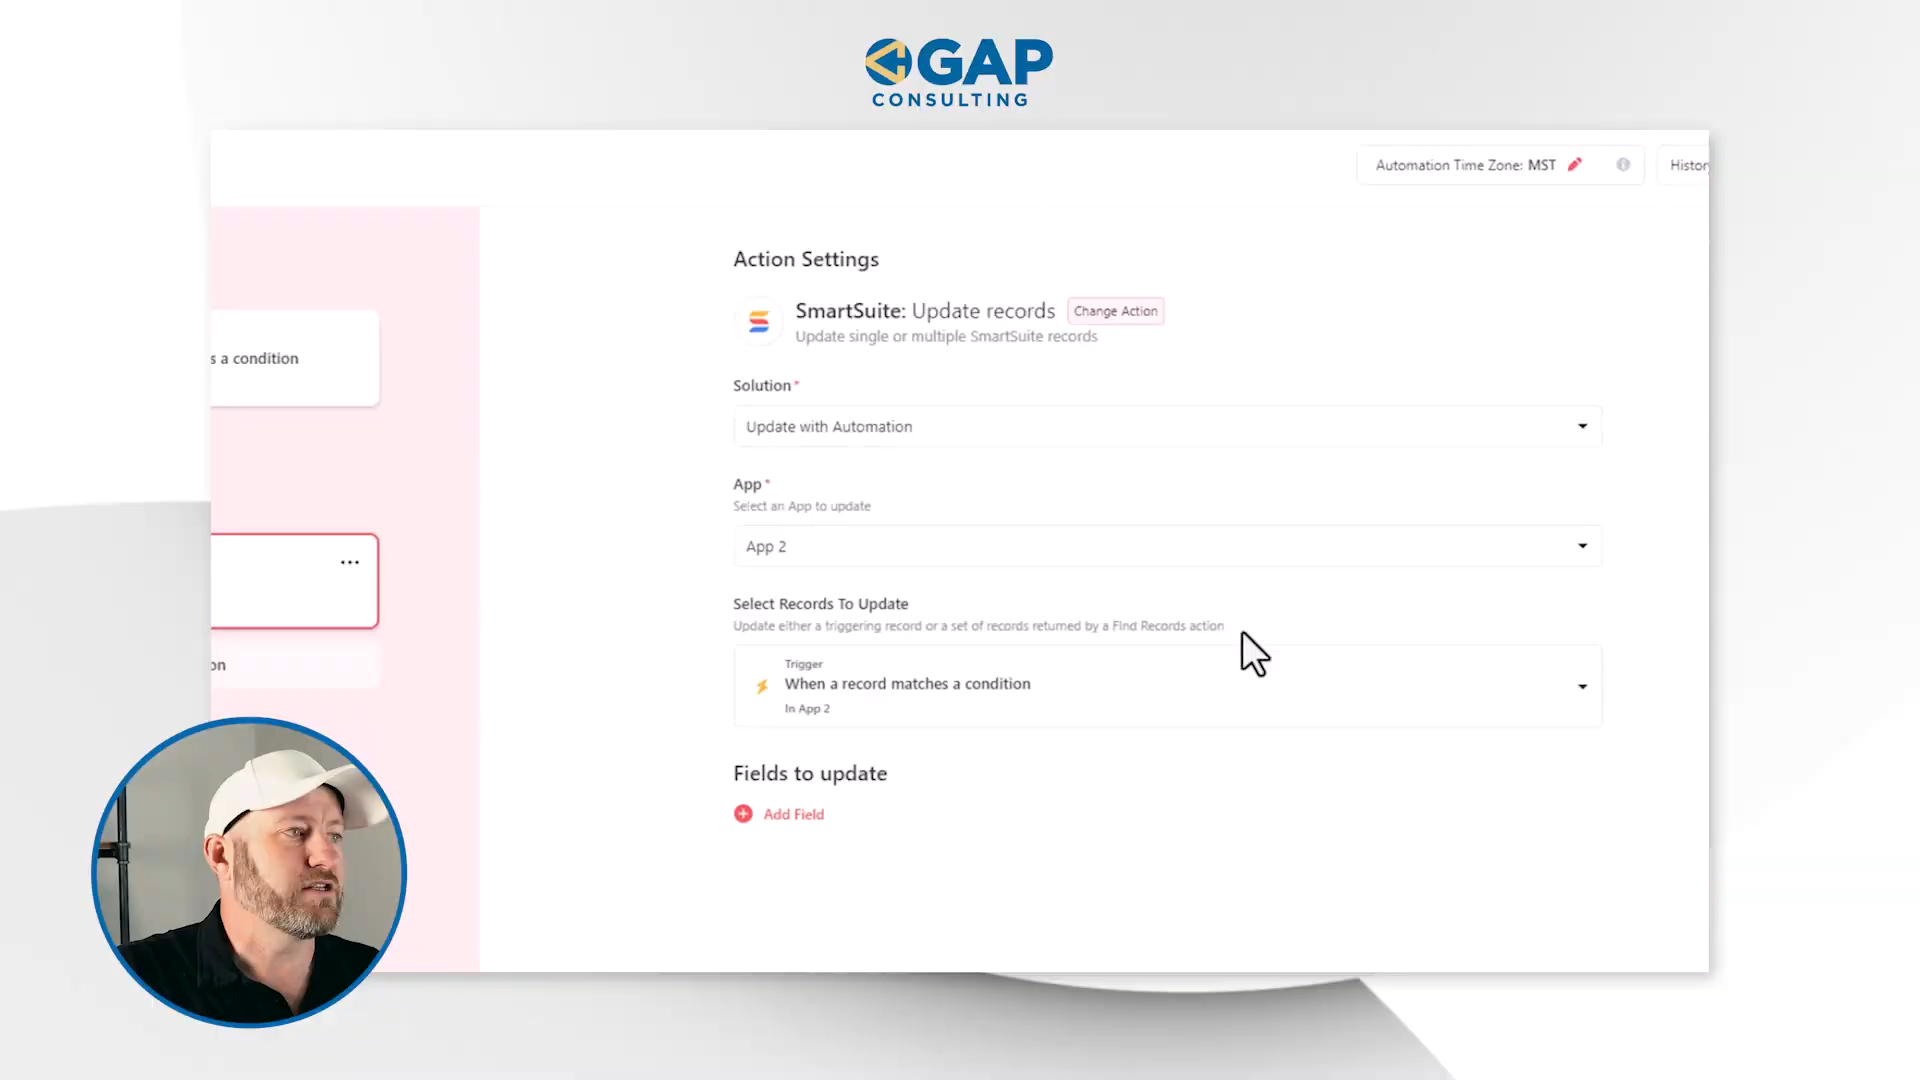 GAP
CONSULTING
Automation Time Zone: MST
Action Settings
SmartSuite: Update records
Change Action
Update single or multiple SmartSuite records
s a condition
Solution*
Update with Automation
App*
Select an App to update
App 2
...
Select Records To Update
Update either a triggering record or a set of records returned by a Find Records action
on
Trigger
When a record matches a condition
In App 2
Fields to update
Add Field